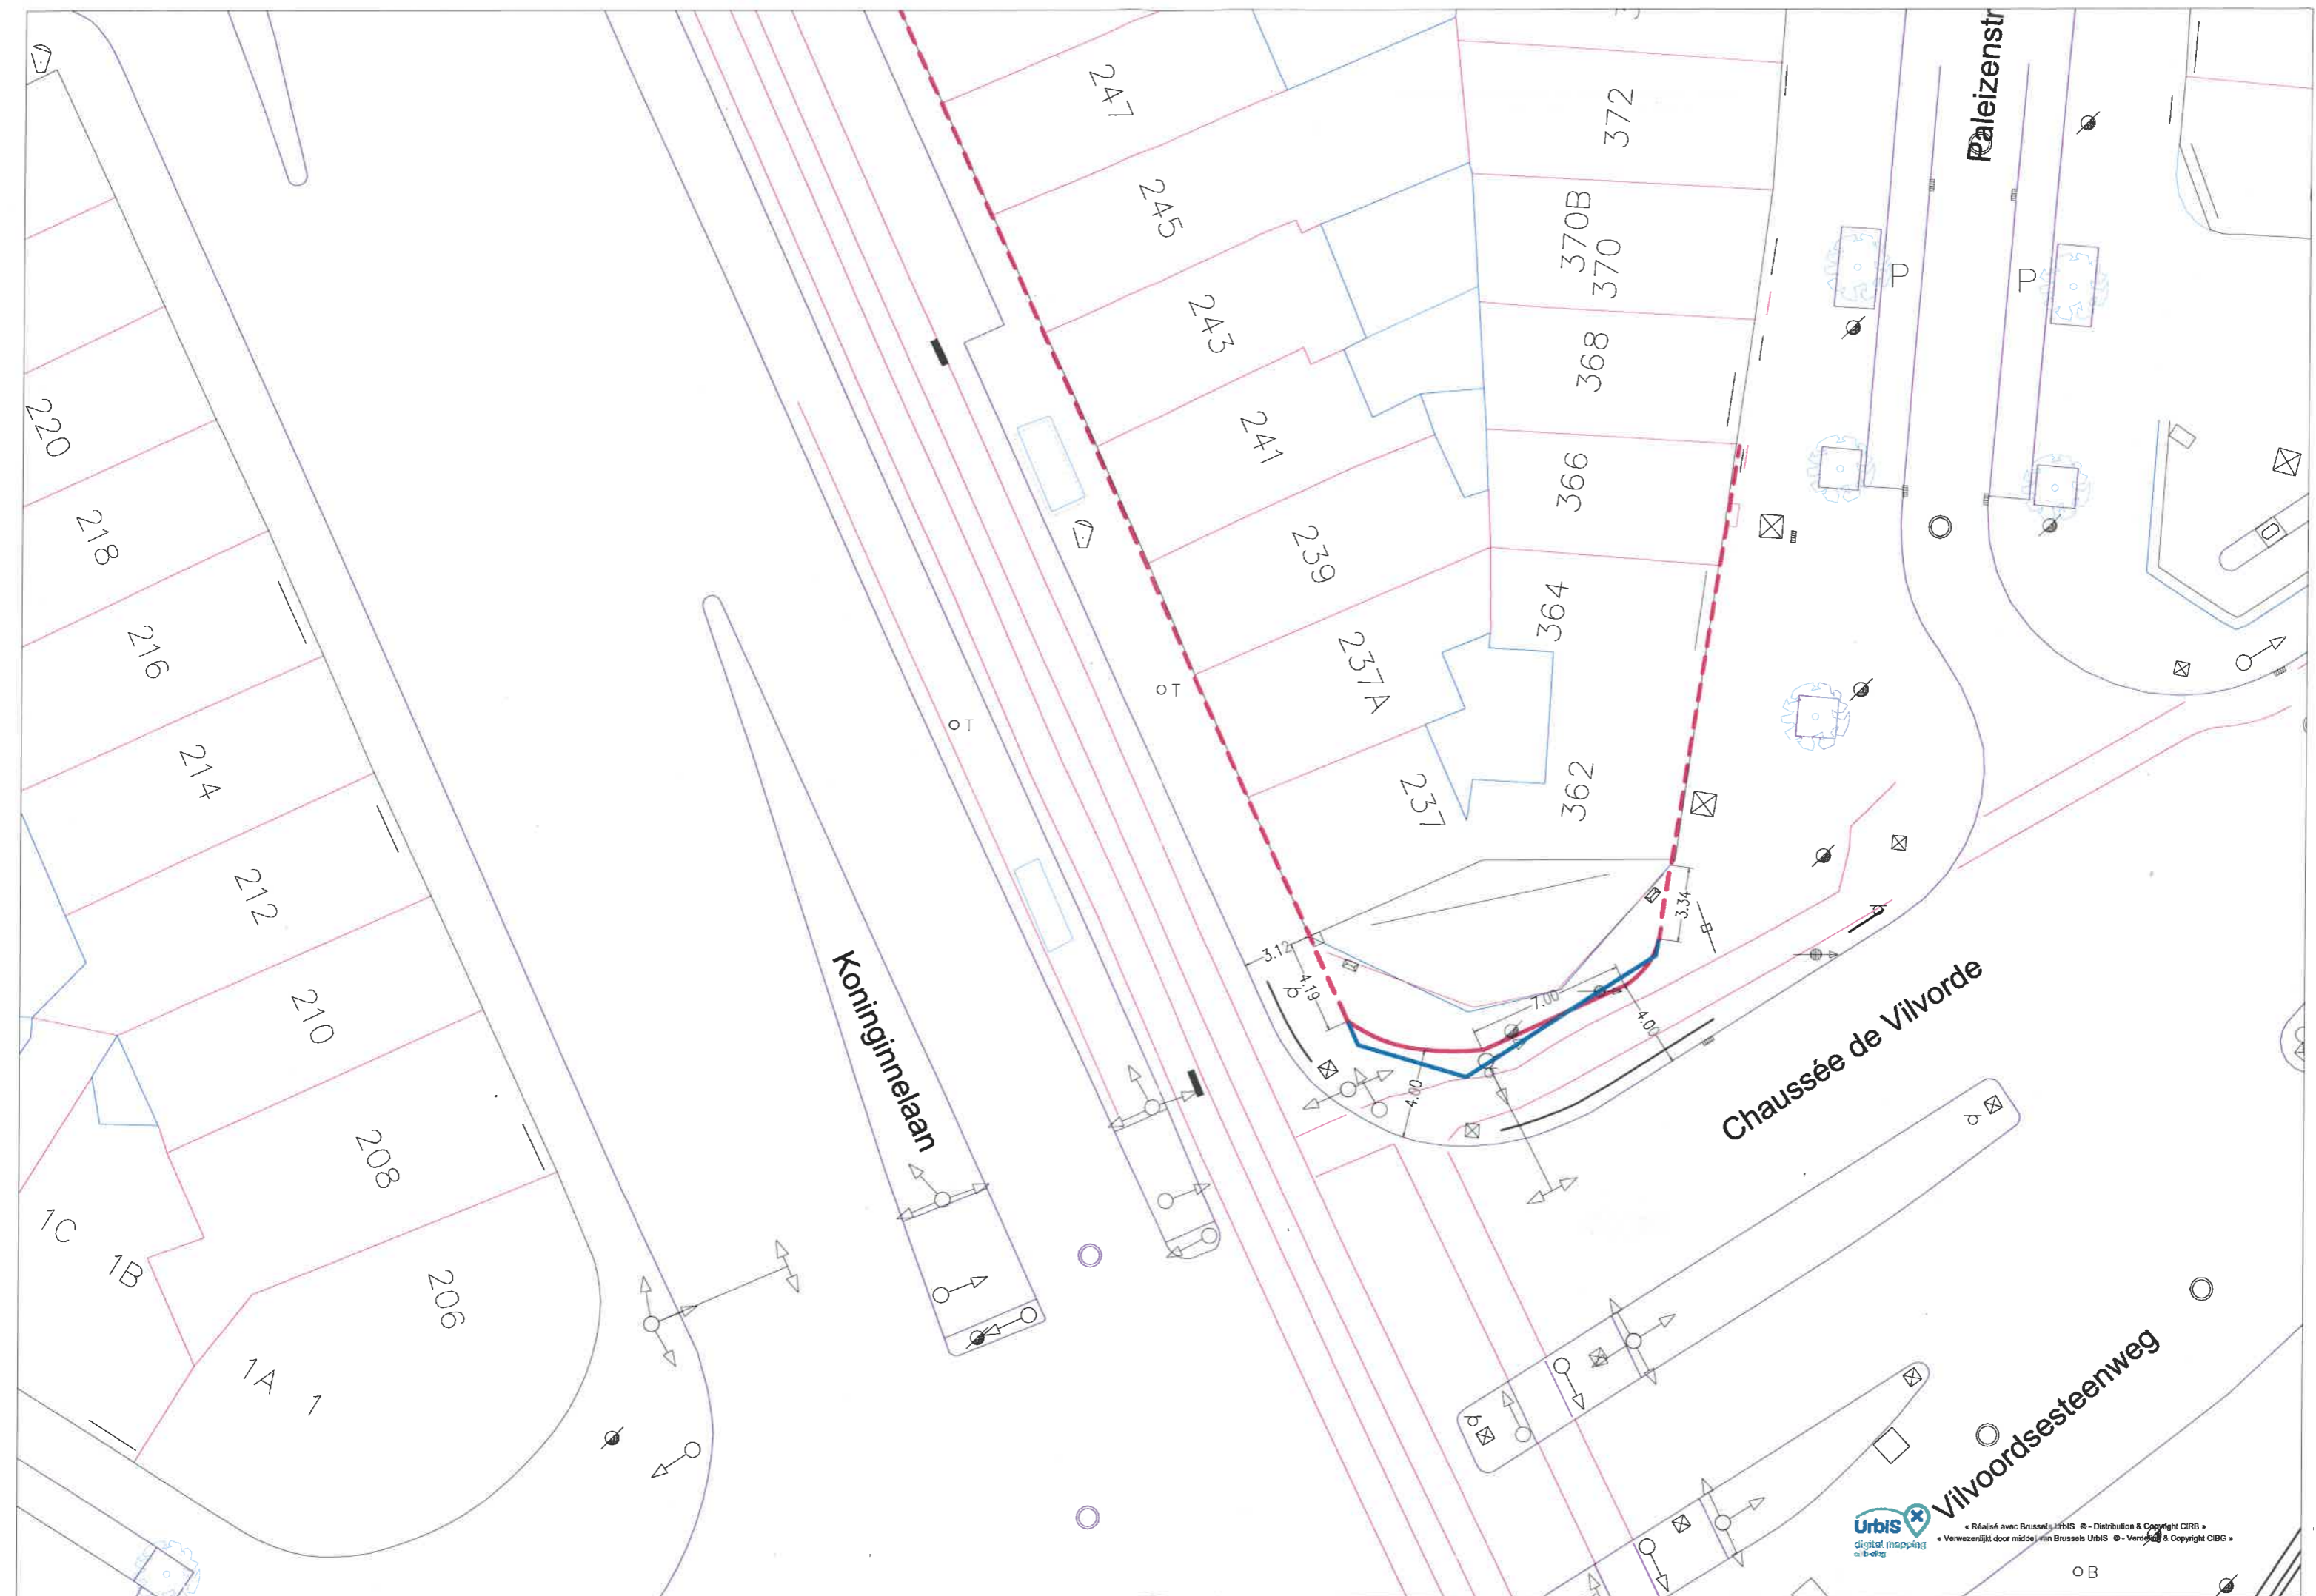 Paleizenstr
247
372
245
370B
370
P
P
243
368
220
241
366
218
239
364
216
237A
T
T
214
237
362
212
3.34
3.12
4.19
Koninginnelaan
7.00
4.00
210
4.00
Chaussée de Vilvorde
208
1C
1B
206
1A
1
Vilvoordsesteenweg
UrbIS
digital mapping
« Réalisé avec Brussels UrbIS © - Distribution & Copyright CIRB »
« Verwezenlijkt door middel van Brussels UrbIS © - Verdeling & Copyright CIBG »
B